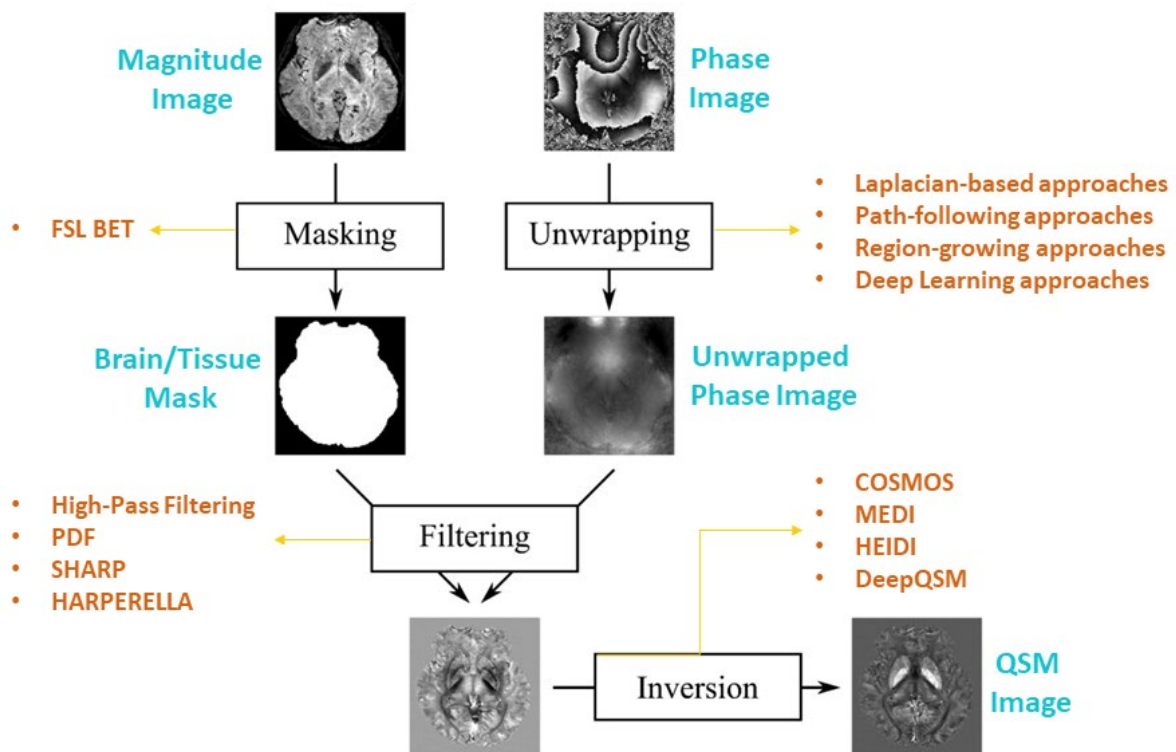 Magnitude
Image
Phase
Image
• FSL BET
Masking
Unwrapping
• Laplacian-based approaches
• Path-following approaches
• Region-growing approaches
• Deep Learning approaches
Brain/Tissue
Mask
Unwrapped
Phase Image
• High-Pass Filtering
• PDF
• SHARP
• HARPERELLA
Filtering
• COSMOS
• MEDI
• HEIDI
• DeepQSM
Inversion
QSM
Image